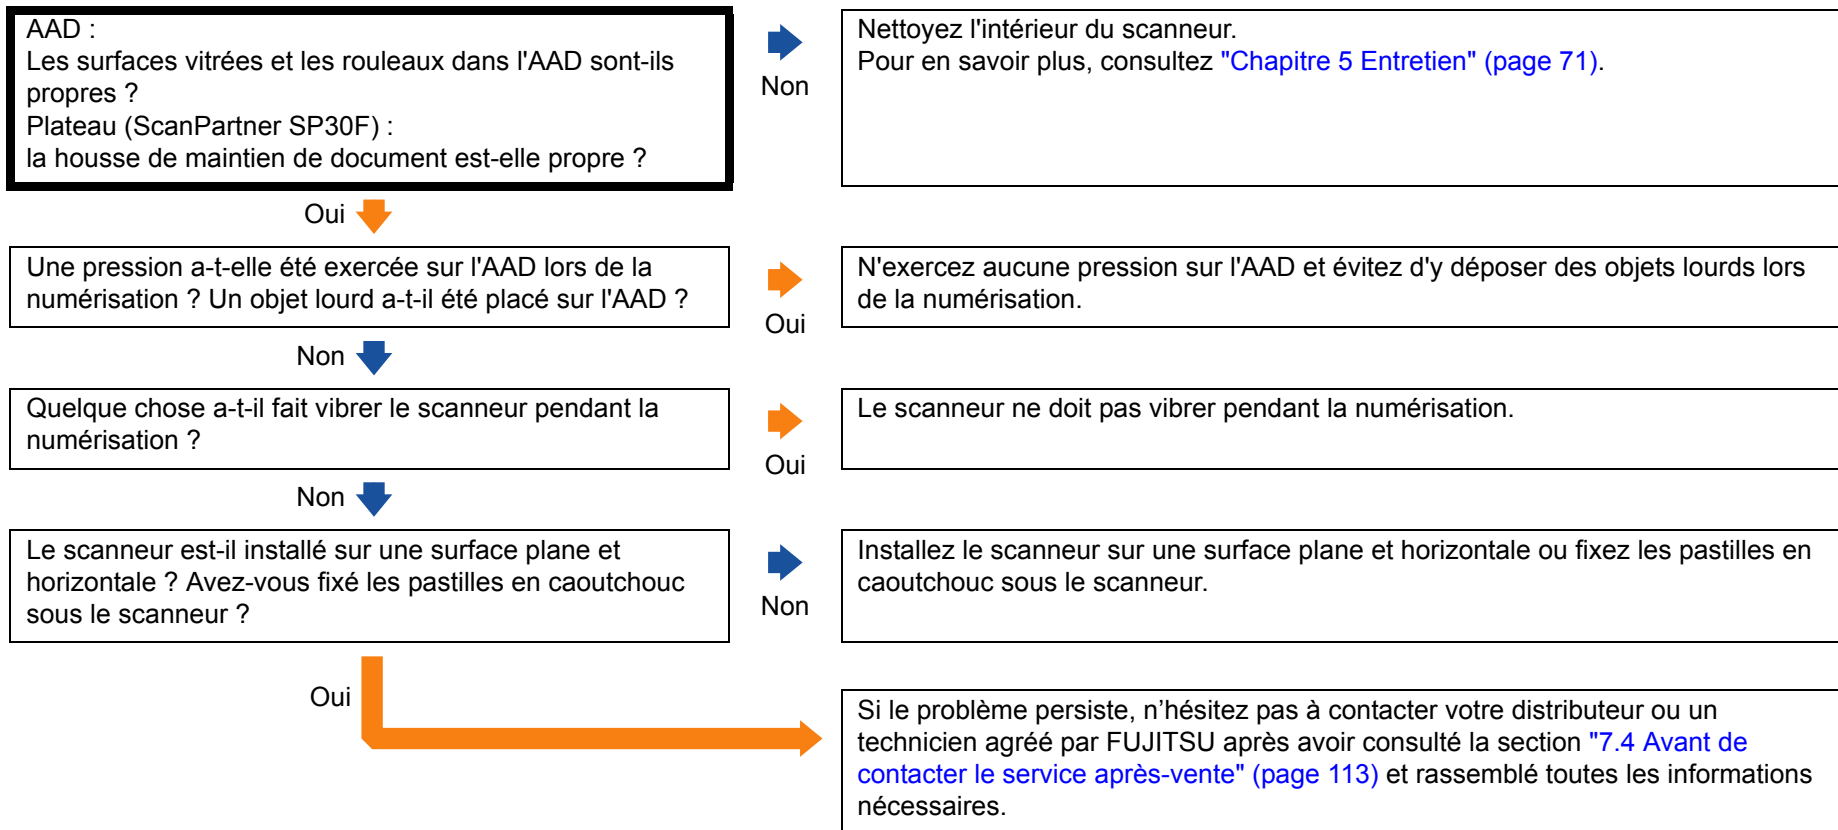 AAD :
Les surfaces vitrées et les rouleaux dans l'AAD sont-ils
propres ?
Plateau (ScanPartner SP30F) :
la housse de maintien de document est-elle propre ?
Non
Nettoyez l'intérieur du scanneur.
Pour en savoir plus, consultez "Chapitre 5 Entretien" (page 71).
Oui
Une pression a-t-elle été exercée sur l'AAD lors de la
numérisation ? Un objet lourd a-t-il été placé sur l'AAD ?
Oui
N'exercez aucune pression sur l'AAD et évitez d'y déposer des objets lourds lors
de la numérisation.
Non
Quelque chose a-t-il fait vibrer le scanneur pendant la
numérisation ?
Oui
Le scanneur ne doit pas vibrer pendant la numérisation.
Non
Le scanneur est-il installé sur une surface plane et
horizontale ? Avez-vous fixé les pastilles en caoutchouc
sous le scanneur ?
Non
Installez le scanneur sur une surface plane et horizontale ou fixez les pastilles en
caoutchouc sous le scanneur.
Oui
Si le problème persiste, n’hésitez pas à contacter votre distributeur ou un
technicien agréé par FUJITSU après avoir consulté la section "7.4 Avant de
contacter le service après-vente" (page 113) et rassemblé toutes les informations
nécessaires.